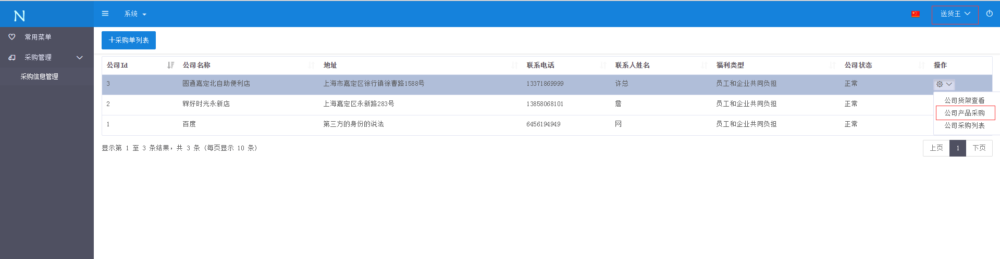 N
系统
送货王
常用菜单
采购管理
采购信息管理
+采购单列表
公司Id 公司名称 地址 联系电话 联系人姓名 福利类型 公司状态 操作
3 圆通嘉定北自助便利店 上海市嘉定区徐行镇徐曹路1588号 13371869999 许总 员工和企业共同负担 正常
2 槑好时光永新店 上海嘉定区永新路283号 13858068101 詹 员工和企业共同负担 正常
1 百度 第三方的身份的说法 6456194949 网 员工和企业共同负担 正常
公司货架查看
公司产品采购
公司采购列表
显示第 1 至 3 条结果，共 3 条 (每页显示 10 条)
上页 1 下页